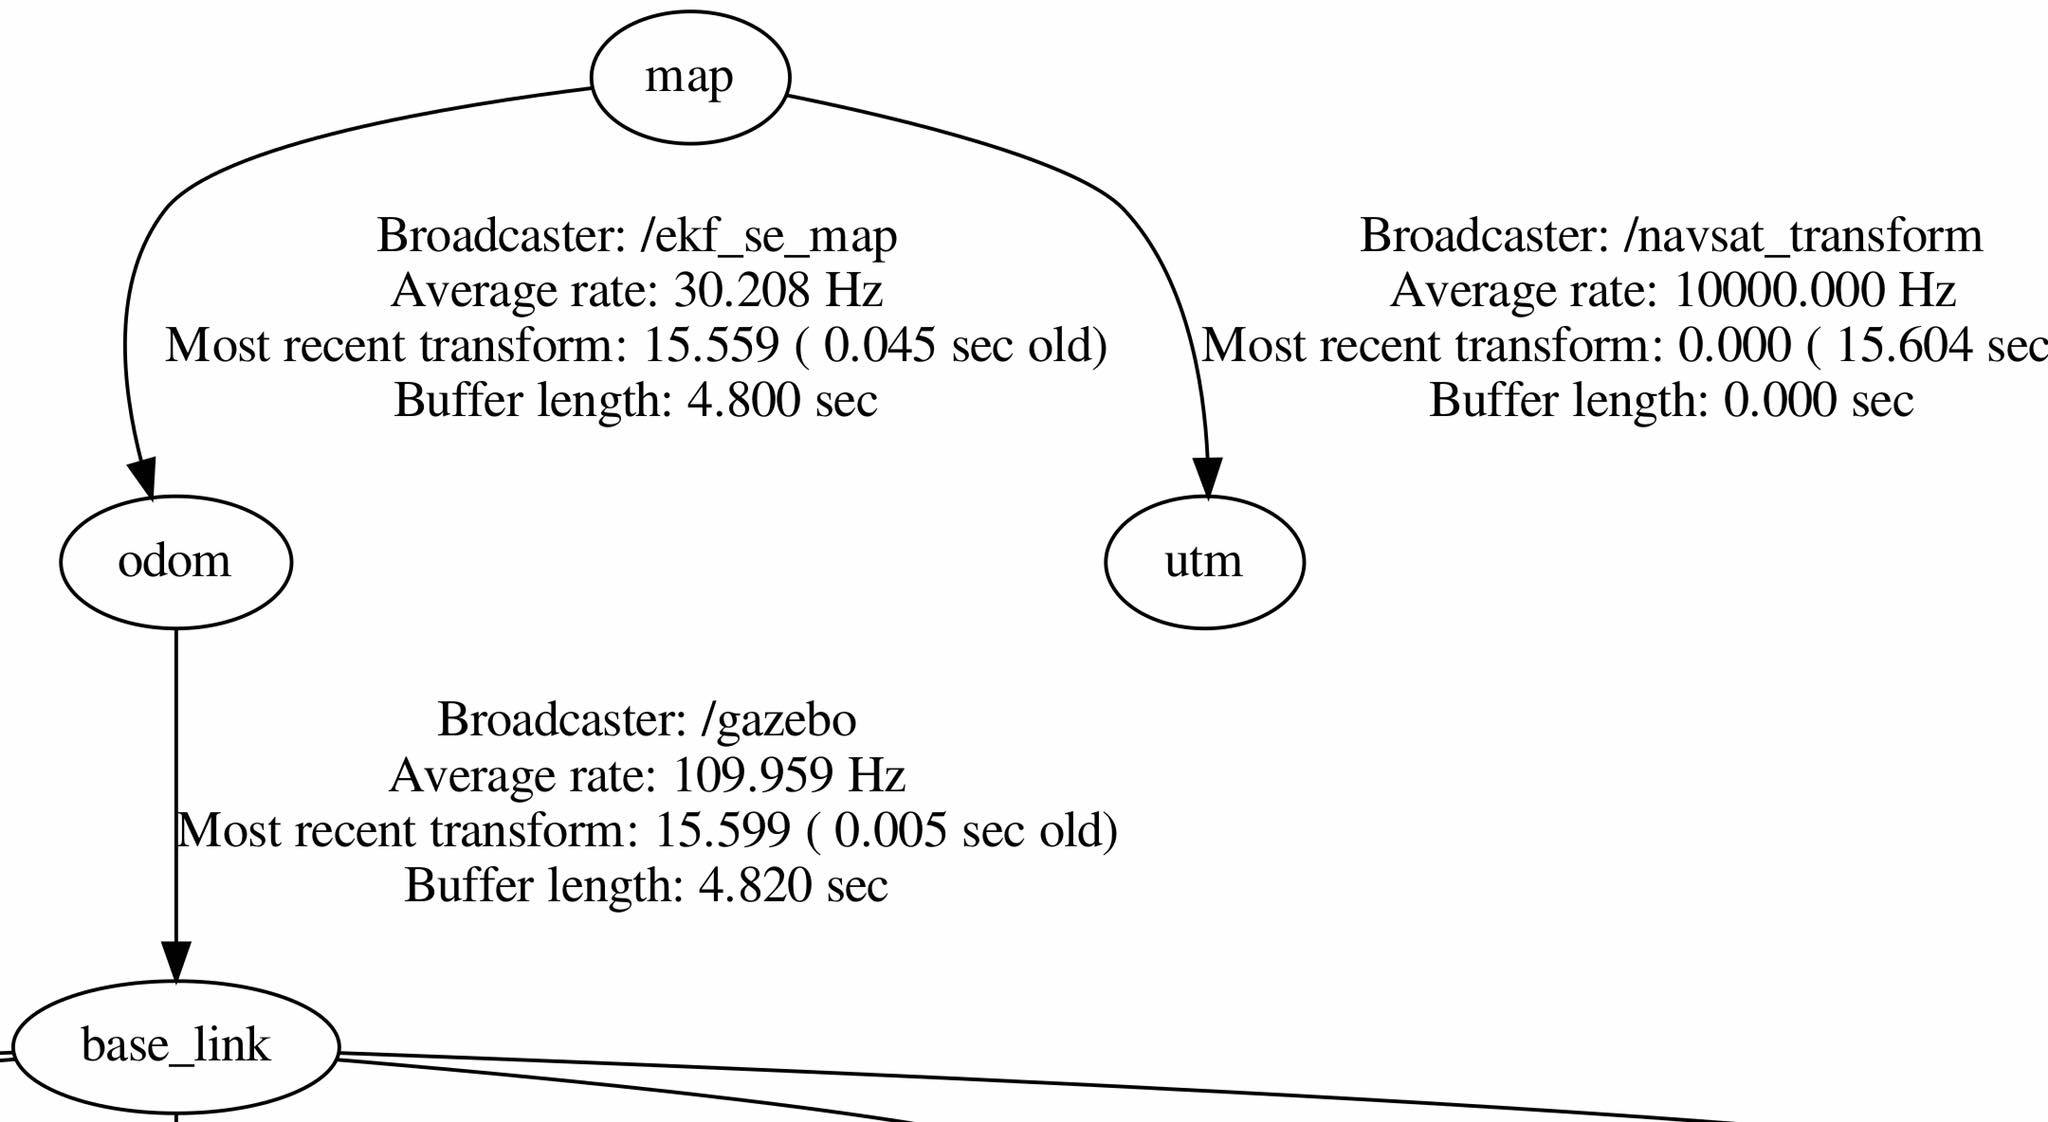 map
Broadcaster: /ekf_se_map
Average rate: 30.208 Hz
Most recent transform: 15.559 ( 0.045 sec old)
Buffer length: 4.800 sec
Broadcaster: /navsat_transform
Average rate: 10000.000 Hz
Most recent transform: 0.000 ( 15.604 sec
Buffer length: 0.000 sec
odom
utm
Broadcaster: /gazebo
Average rate: 109.959 Hz
Most recent transform: 15.599 ( 0.005 sec old)
Buffer length: 4.820 sec
base_link